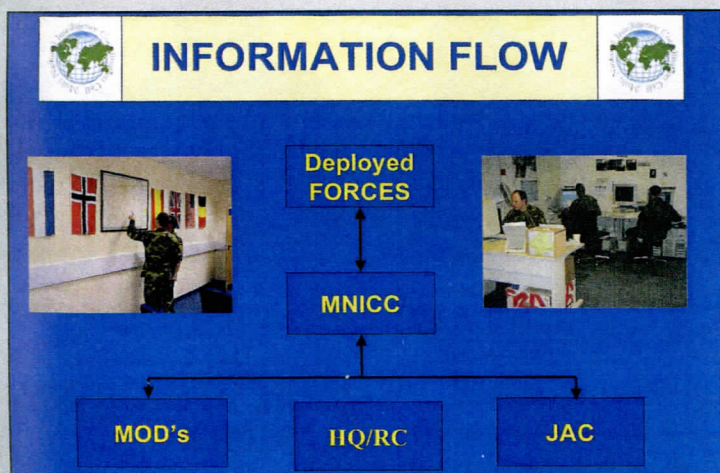 INFORMATION FLOW
Deployed
FORCES
MNICC
MOD's
HQ/RC
JAC